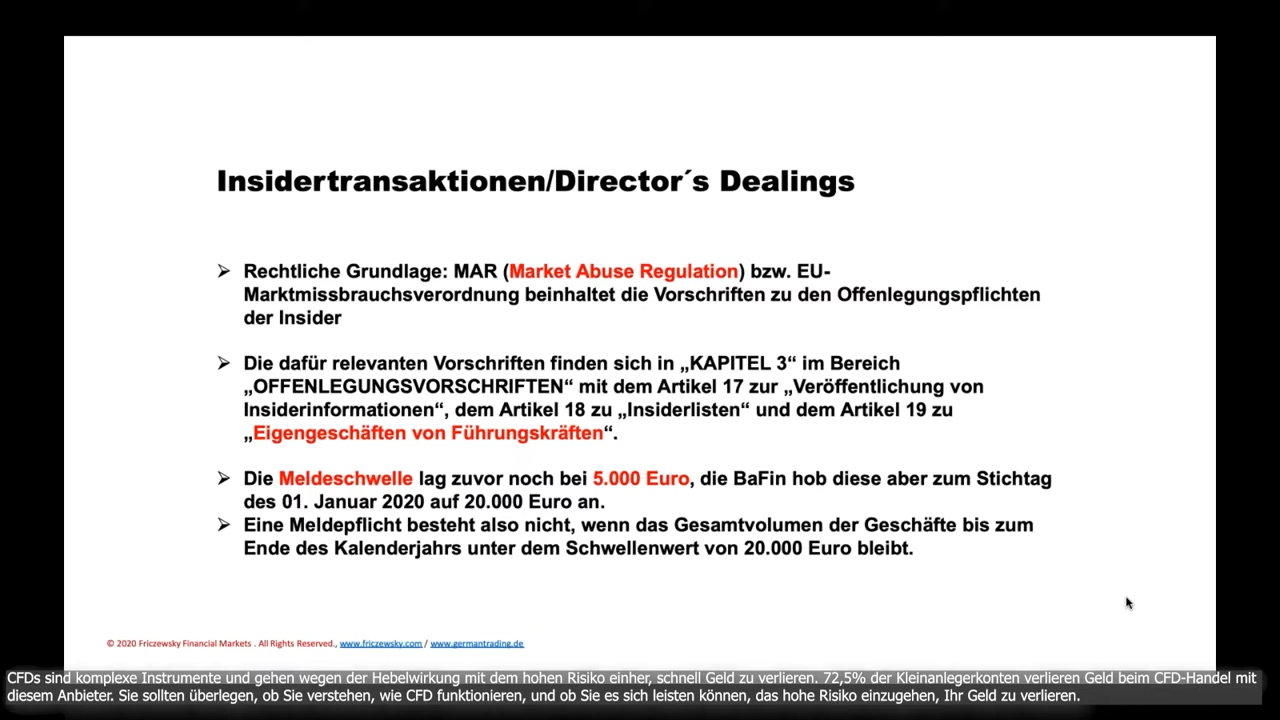 Insidertransaktionen/Director´s Dealings
➢ Rechtliche Grundlage: MAR (Market Abuse Regulation) bzw. EU-
Marktmissbrauchsverordnung beinhaltet die Vorschriften zu den Offenlegungspflichten
der Insider
➢ Die dafür relevanten Vorschriften finden sich in „KAPITEL 3“ im Bereich
„OFFENLEGUNGSVORSCHRIFTEN“ mit dem Artikel 17 zur „Veröffentlichung von
Insiderinformationen“, dem Artikel 18 zu „Insiderlisten“ und dem Artikel 19 zu
„Eigengeschäften von Führungskräften“.
➢ Die Meldeschwelle lag zuvor noch bei 5.000 Euro, die BaFin hob diese aber zum Stichtag
des 01. Januar 2020 auf 20.000 Euro an.
➢ Eine Meldepflicht besteht also nicht, wenn das Gesamtvolumen der Geschäfte bis zum
Ende des Kalenderjahrs unter dem Schwellenwert von 20.000 Euro bleibt.
© 2020 Friczewsky Financial Markets . All Rights Reserved., www.friczewsky.com / www.germantrading.de
CFDs sind komplexe Instrumente und gehen wegen der Hebelwirkung mit dem hohen Risiko einher, schnell Geld zu verlieren. 72,5% der Kleinanlegerkonten verlieren Geld beim CFD-Handel mit
diesem Anbieter. Sie sollten überlegen, ob Sie verstehen, wie CFD funktionieren, und ob Sie es sich leisten können, das hohe Risiko einzugehen, Ihr Geld zu verlieren.